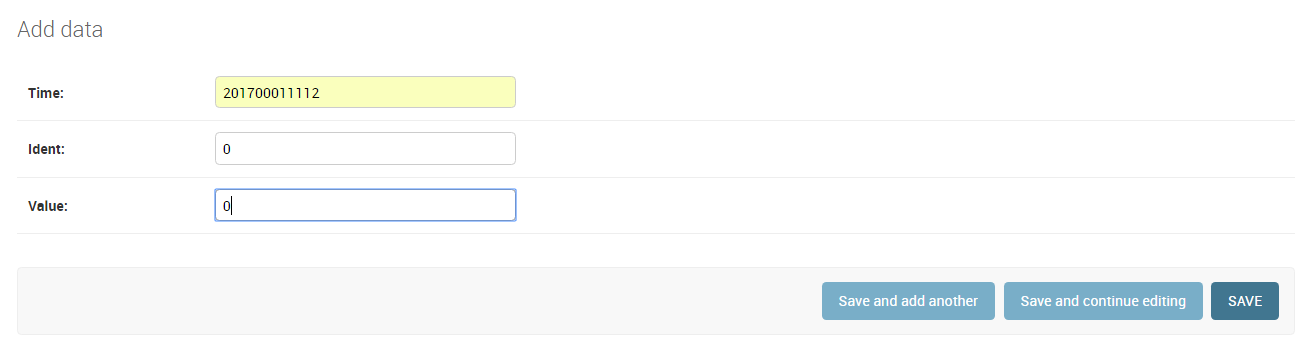 Add data
Time: 201700011112
Ident: 0
Value: 0
Save and add another Save and continue editing SAVE